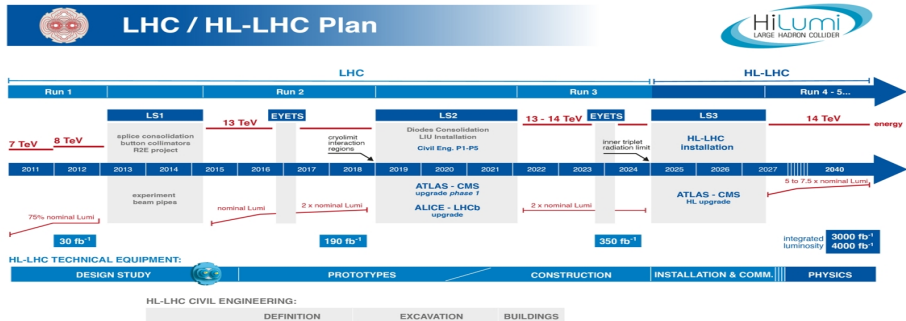 LHC / HL-LHC Plan
HiLumi
LARGE HADRON COLLIDER
LHC
HL-LHC
Run 1
Run 2
Run 3
Run 4 - 5...
LS1
EYETS
LS2
EYETS
LS3
13 TeV
13 - 14 TeV
14 TeV
energy
splice consolidation
button collimators
R2E project
cryolimit
interaction
regions
Diodes Consolidation
LIU Installation
Civil Eng. P1-P5
inner triplet
radiation limit
HL-LHC
installation
7 TeV
8 TeV
2011
2012
2013
2014
2015
2016
2017
2018
2019
2020
2021
2022
2023
2024
2025
2026
2027
2040
75% nominal Lumi
experiment
beam pipes
nominal Lumi
2 x nominal Lumi
ATLAS - CMS
upgrade phase 1
ALICE - LHCb
upgrade
2 x nominal Lumi
ATLAS - CMS
HL upgrade
5 to 7.5 x nominal Lumi
30 fb⁻¹
190 fb⁻¹
350 fb⁻¹
integrated
luminosity
3000 fb⁻¹
4000 fb⁻¹
HL-LHC TECHNICAL EQUIPMENT:
DESIGN STUDY
PROTOTYPES
CONSTRUCTION
INSTALLATION & COMM.
PHYSICS
HL-LHC CIVIL ENGINEERING:
DEFINITION
EXCAVATION
BUILDINGS